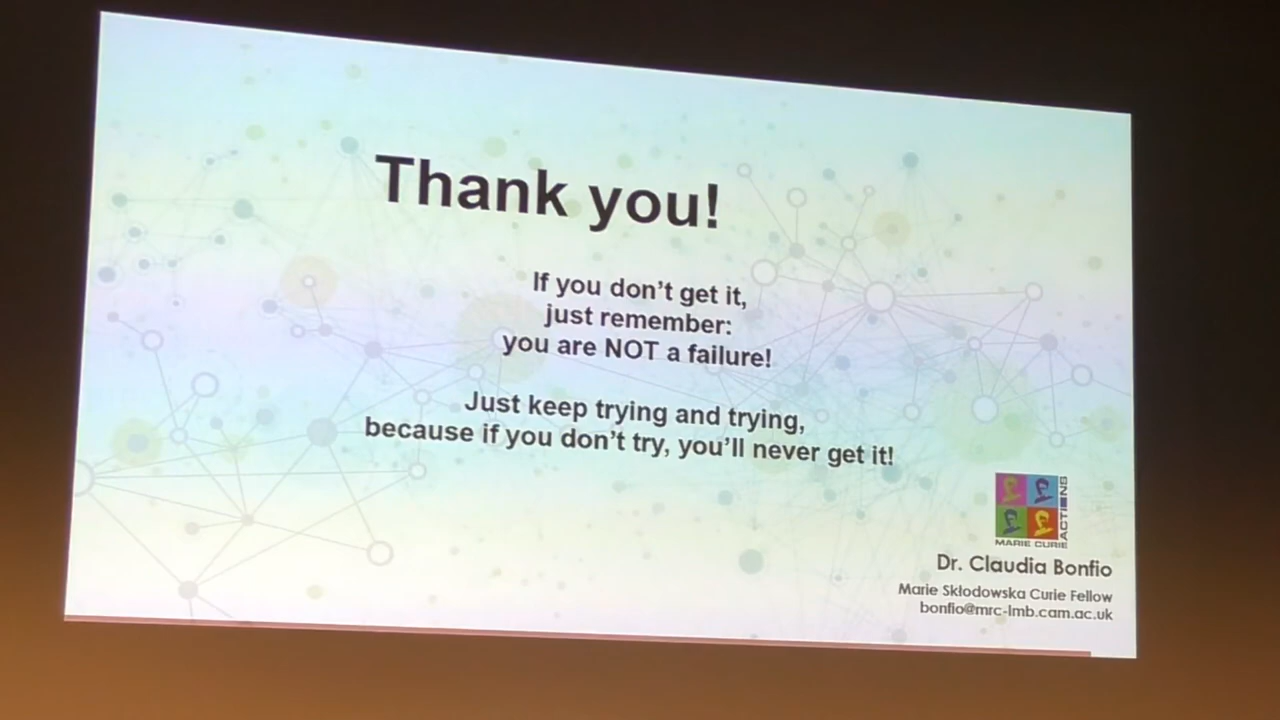 Thank you!
If you don't get it,
just remember:
you are NOT a failure!
Just keep trying and trying,
because if you don't try, you'll never get it!
ACTIONS
MARIE CURIE
Dr. Claudia Bonfio
Marie Skłodowska Curie Fellow
bonfio@mrc-lmb.cam.ac.uk